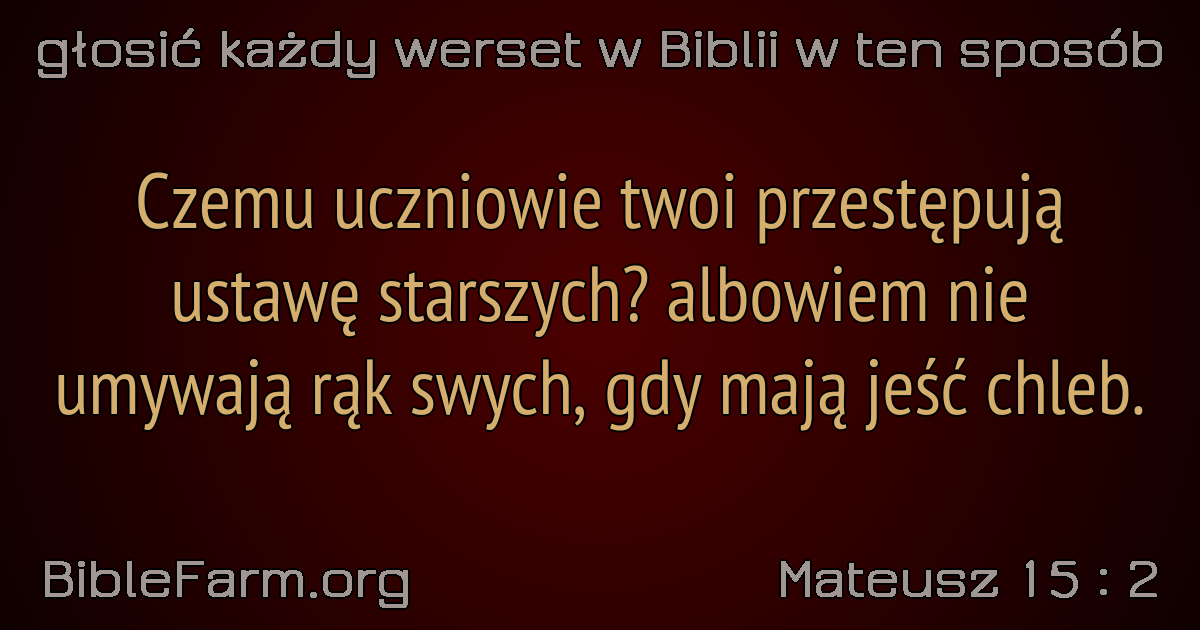 głosić każdy werset w Biblii w ten sposób
Czemu uczniowie twoi przestępują
ustawę starszych? albowiem nie
umywają rąk swych, gdy mają jeść chleb.
BibleFarm.org
Mateusz 15 : 2